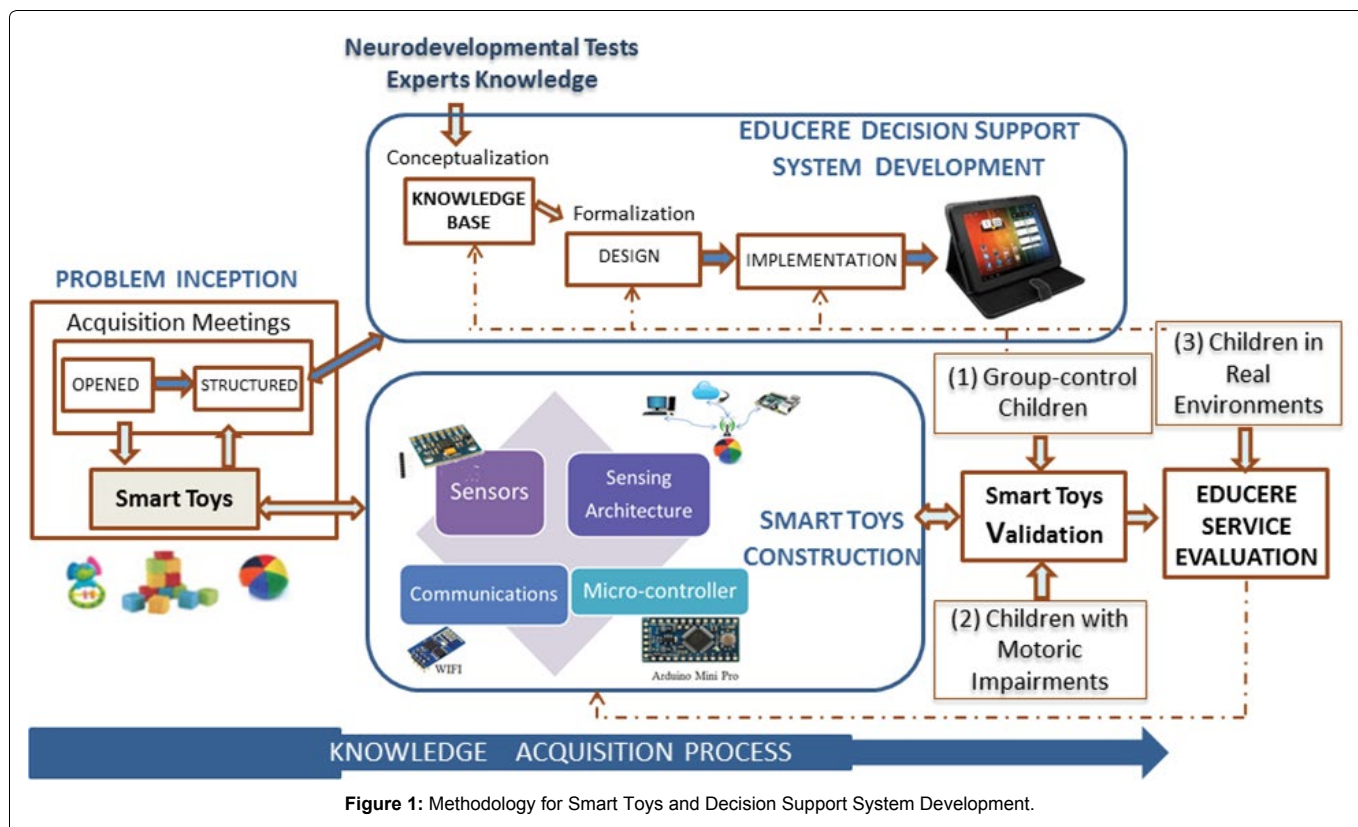 Neurodevelopmental Tests
Experts Knowledge
EDUCERE DECISION SUPPORT
SYSTEM DEVELOPMENT
Conceptualization
KNOWLEDGE
BASE
Formalization
DESIGN
IMPLEMENTATION
PROBLEM INCEPTION
Acquisition Meetings
OPENED
STRUCTURED
Smart Toys
Sensors
Sensing
Architecture
Communications
Micro-controller
WIFI
Arduino Mini Pro
SMART TOYS
CONSTRUCTION
(1) Group-control
Children
(3) Children in
Real
Environments
Smart Toys
Validation
EDUCERE
SERVICE
EVALUATION
(2) Children with
Motoric
Impairments
KNOWLEDGE ACQUISITION PROCESS
Figure 1: Methodology for Smart Toys and Decision Support System Development.